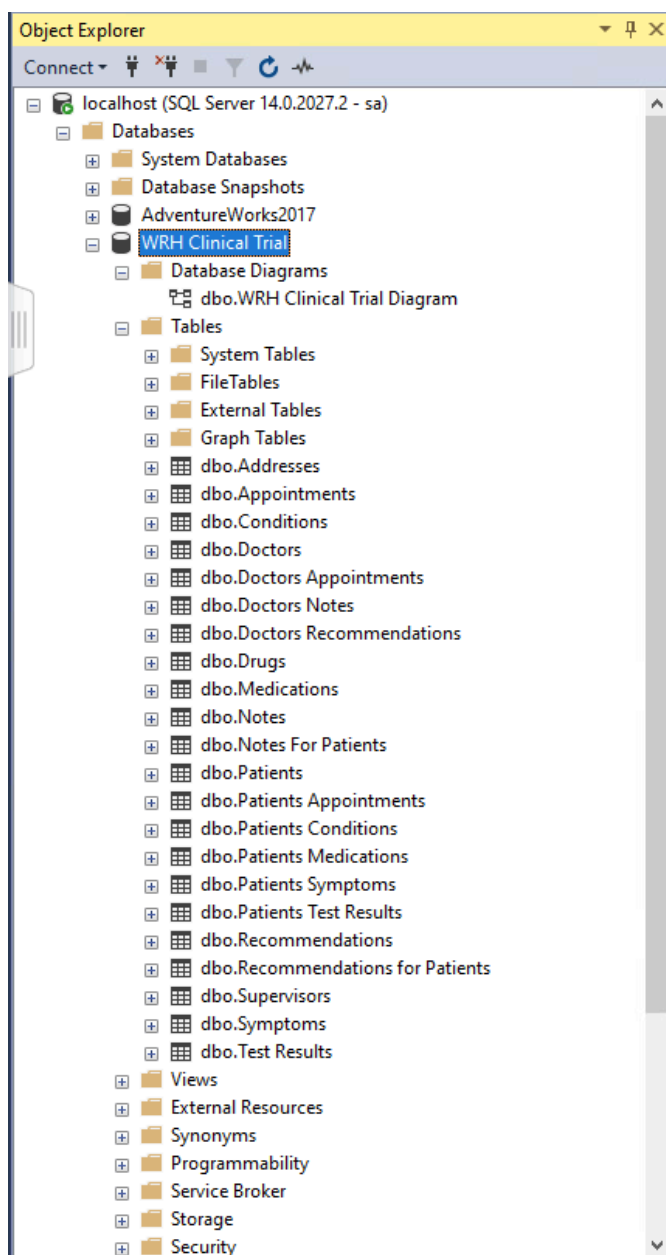 Object Explorer
Connect
localhost (SQL Server 14.0.2027.2 - sa)
Databases
System Databases
Database Snapshots
AdventureWorks2017
WRH Clinical Trial
Database Diagrams
dbo.WRH Clinical Trial Diagram
Tables
System Tables
FileTables
External Tables
Graph Tables
dbo.Addresses
dbo.Appointments
dbo.Conditions
dbo.Doctors
dbo.Doctors Appointments
dbo.Doctors Notes
dbo.Doctors Recommendations
dbo.Drugs
dbo.Medications
dbo.Notes
dbo.Notes For Patients
dbo.Patients
dbo.Patients Appointments
dbo.Patients Conditions
dbo.Patients Medications
dbo.Patients Symptoms
dbo.Patients Test Results
dbo.Recommendations
dbo.Recommendations for Patients
dbo.Supervisors
dbo.Symptoms
dbo.Test Results
Views
External Resources
Synonyms
Programmability
Service Broker
Storage
Security